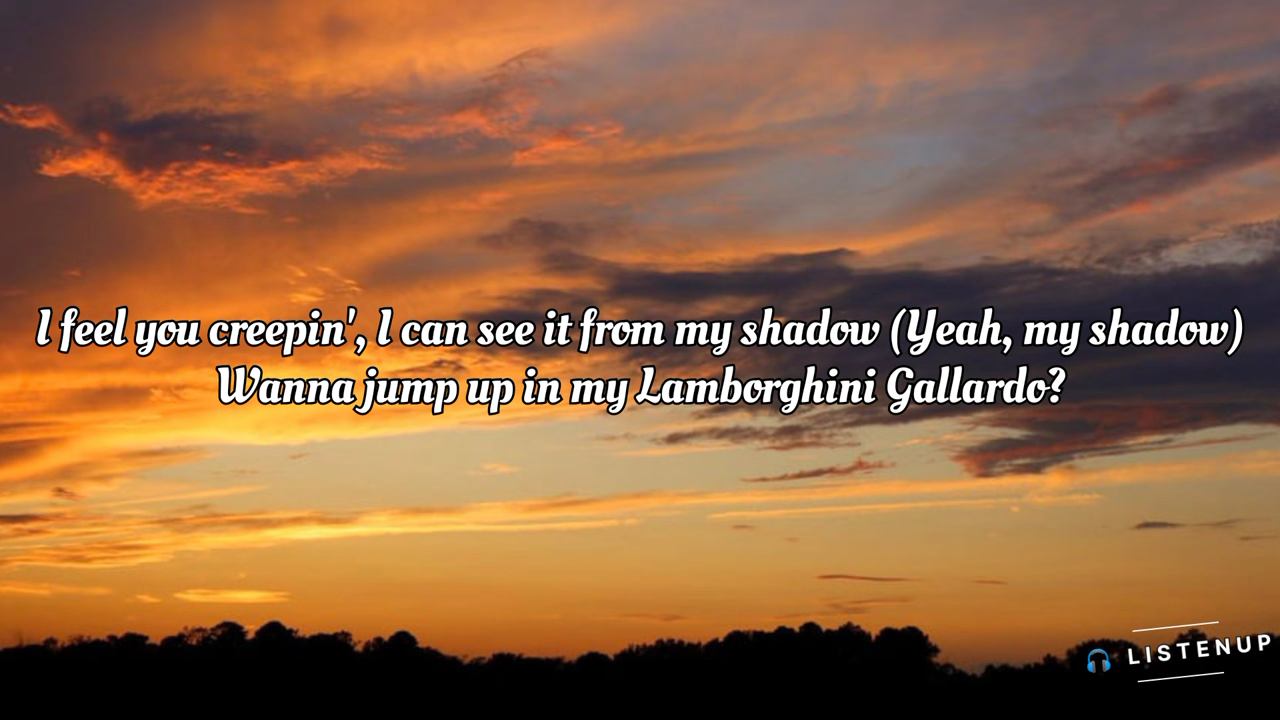 I feel you creepin', I can see it from my shadow (Yeah, my shadow)
Wanna jump up in my Lamborghini Gallardo?
LISTENUP